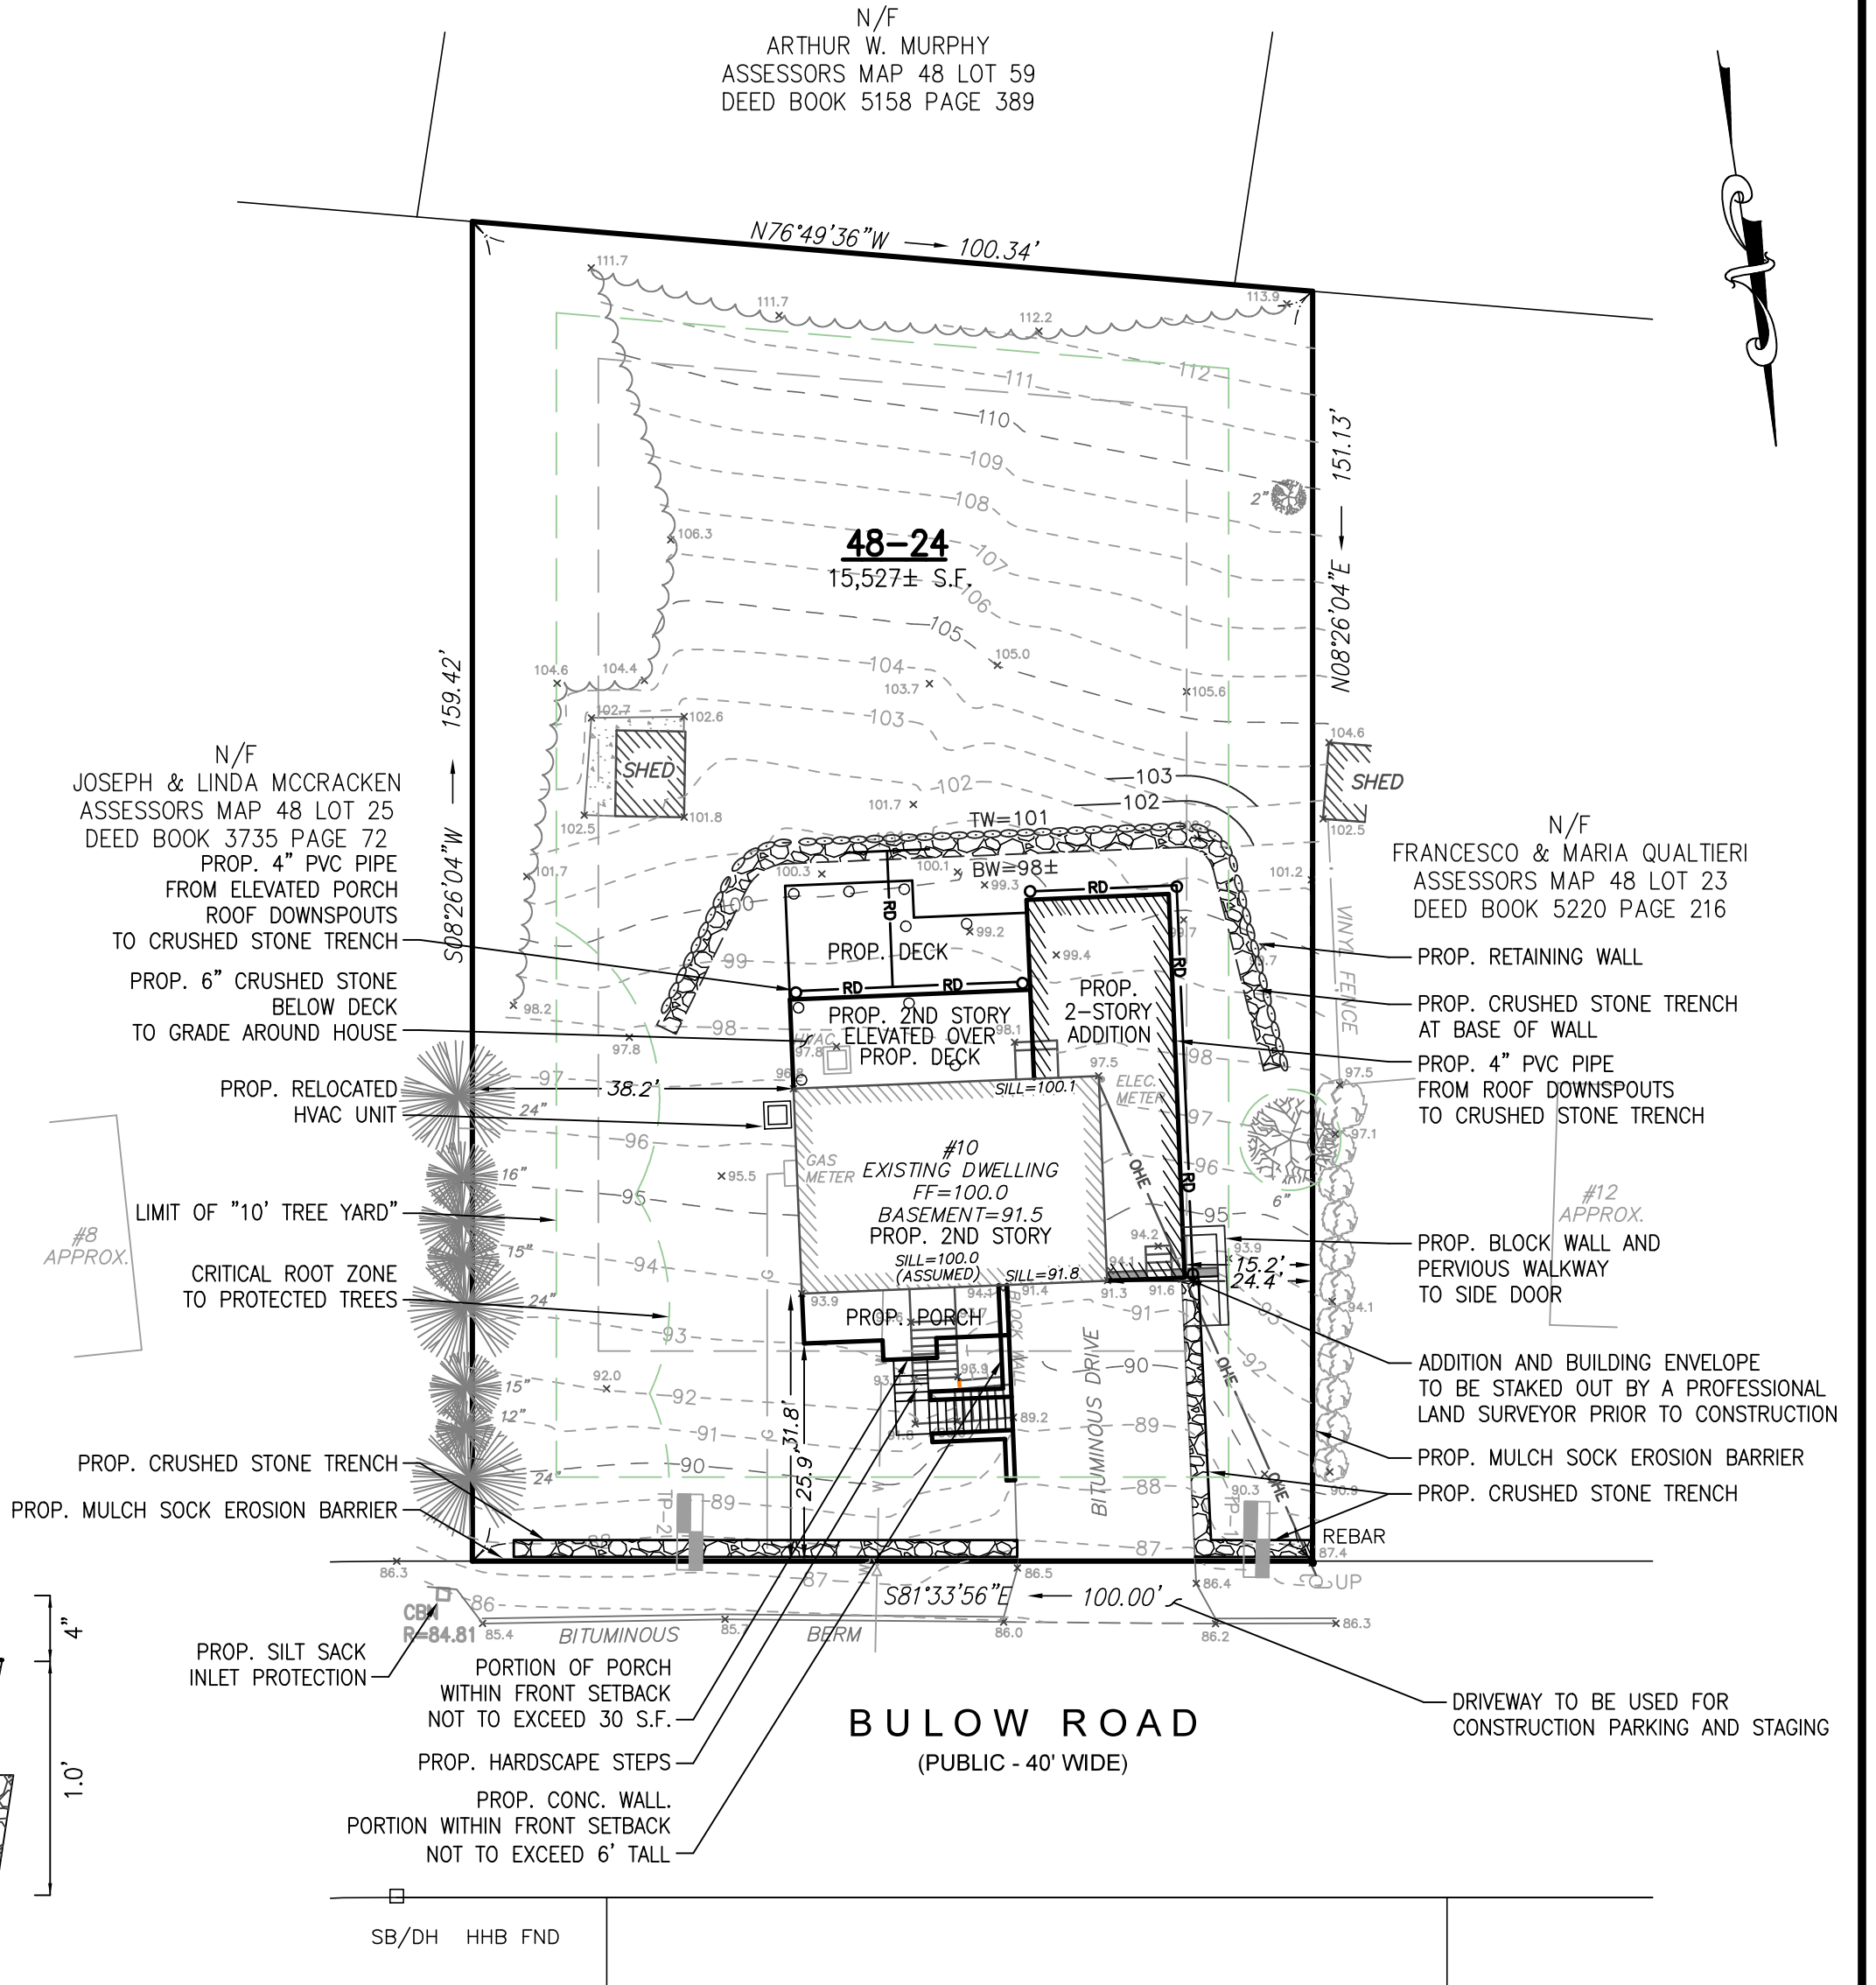 N/F
ARTHUR W. MURPHY
ASSESSORS MAP 48 LOT 59
DEED BOOK 5158 PAGE 389
N76°49'36"W
100.34'
111.7
111.7
112.2
113.9
112
111
110
109
108
107
106
105
104
103
102
151.13'
N08°26'04"E
2"
106.3
48-24
15,527± S.F.
104.6
104.4
105.0
103.7
105.6
159.42'
S08°26'04"W
102.7
102.6
SHED
102.5
101.8
101.7
103
102
104.6
SHED
102.5
N/F
JOSEPH & LINDA MCCRACKEN
ASSESSORS MAP 48 LOT 25
DEED BOOK 3735 PAGE 72
PROP. 4" PVC PIPE
FROM ELEVATED PORCH
ROOF DOWNSPOUTS
TO CRUSHED STONE TRENCH
PROP. 6" CRUSHED STONE
BELOW DECK
TO GRADE AROUND HOUSE
PROP. RELOCATED
HVAC UNIT
LIMIT OF "10' TREE YARD"
CRITICAL ROOT ZONE
TO PROTECTED TREES
PROP. CRUSHED STONE TRENCH
PROP. MULCH SOCK EROSION BARRIER
#8
APPROX.
N/F
FRANCESCO & MARIA QUALTIERI
ASSESSORS MAP 48 LOT 23
DEED BOOK 5220 PAGE 216
PROP. RETAINING WALL
PROP. CRUSHED STONE TRENCH
AT BASE OF WALL
PROP. 4" PVC PIPE
FROM ROOF DOWNSPOUTS
TO CRUSHED STONE TRENCH
#12
APPROX.
PROP. BLOCK WALL AND
PERVIOUS WALKWAY
TO SIDE DOOR
ADDITION AND BUILDING ENVELOPE
TO BE STAKED OUT BY A PROFESSIONAL
LAND SURVEYOR PRIOR TO CONSTRUCTION
PROP. MULCH SOCK EROSION BARRIER
PROP. CRUSHED STONE TRENCH
TW=101
BW=98±
101.7
100.3
100.1
99.3
101.2
100
RD
RD
99.2
99.4
99.7
99
PROP. DECK
RD
RD
RD
VINYL FENCE
98.2
98
97.8
PROP. 2ND STORY
ELEVATED OVER
PROP. DECK
HVAC
97.8
98.1
PROP.
2-STORY
ADDITION
98
97.5
97.5
97
38.2'
SILL=100.1
ELEC.
METER
97
24"
96
97.1
16"
95.5
95
GAS
METER
#10
EXISTING DWELLING
FF=100.0
BASEMENT=91.5
PROP. 2ND STORY
SILL=100.0
(ASSUMED)
SILL=91.8
OHE
RD
96
6"
95
15"
94
94.2
94.1
93.9
15.2'
24.4'
24"
93
93.9
94.1
91.4
91.3
91.6
94.1
PROP. PORCH
BLOCK WALL
91
92
90
BITUMINOUS DRIVE
OHE
92.0
92
15"
93.9
12"
91
31.8'
25.9'
G
G
W
89.2
89
24"
90
89
88
TP-2
90.3
TP-1
OHE
90.9
88
87
REBAR
87.4
86.3
87
W
86.5
86.4
UP
S81°33'56"E
100.00'
CBN
R=84.81
86
85.4
BITUMINOUS
BERM
86.0
86.2
86.3
4"
1.0'
PROP. SILT SACK
INLET PROTECTION
PORTION OF PORCH
WITHIN FRONT SETBACK
NOT TO EXCEED 30 S.F.
PROP. HARDSCAPE STEPS
PROP. CONC. WALL.
PORTION WITHIN FRONT SETBACK
NOT TO EXCEED 6' TALL
BULOW ROAD
(PUBLIC - 40' WIDE)
DRIVEWAY TO BE USED FOR
CONSTRUCTION PARKING AND STAGING
SB/DH HHB FND